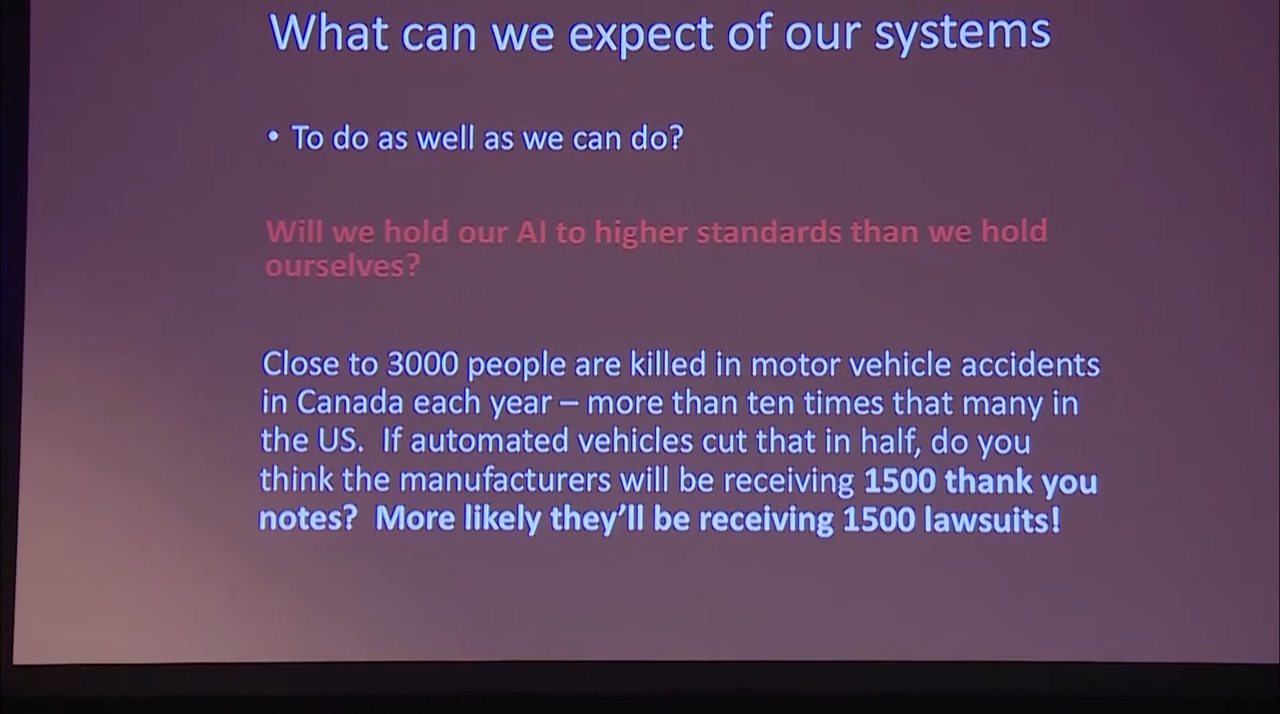 What can we expect of our systems
• To do as well as we can do?
Will we hold our AI to higher standards than we hold
ourselves?
Close to 3000 people are killed in motor vehicle accidents
in Canada each year – more than ten times that many in
the US.  If automated vehicles cut that in half, do you
think the manufacturers will be receiving 1500 thank you
notes?  More likely they’ll be receiving 1500 lawsuits!